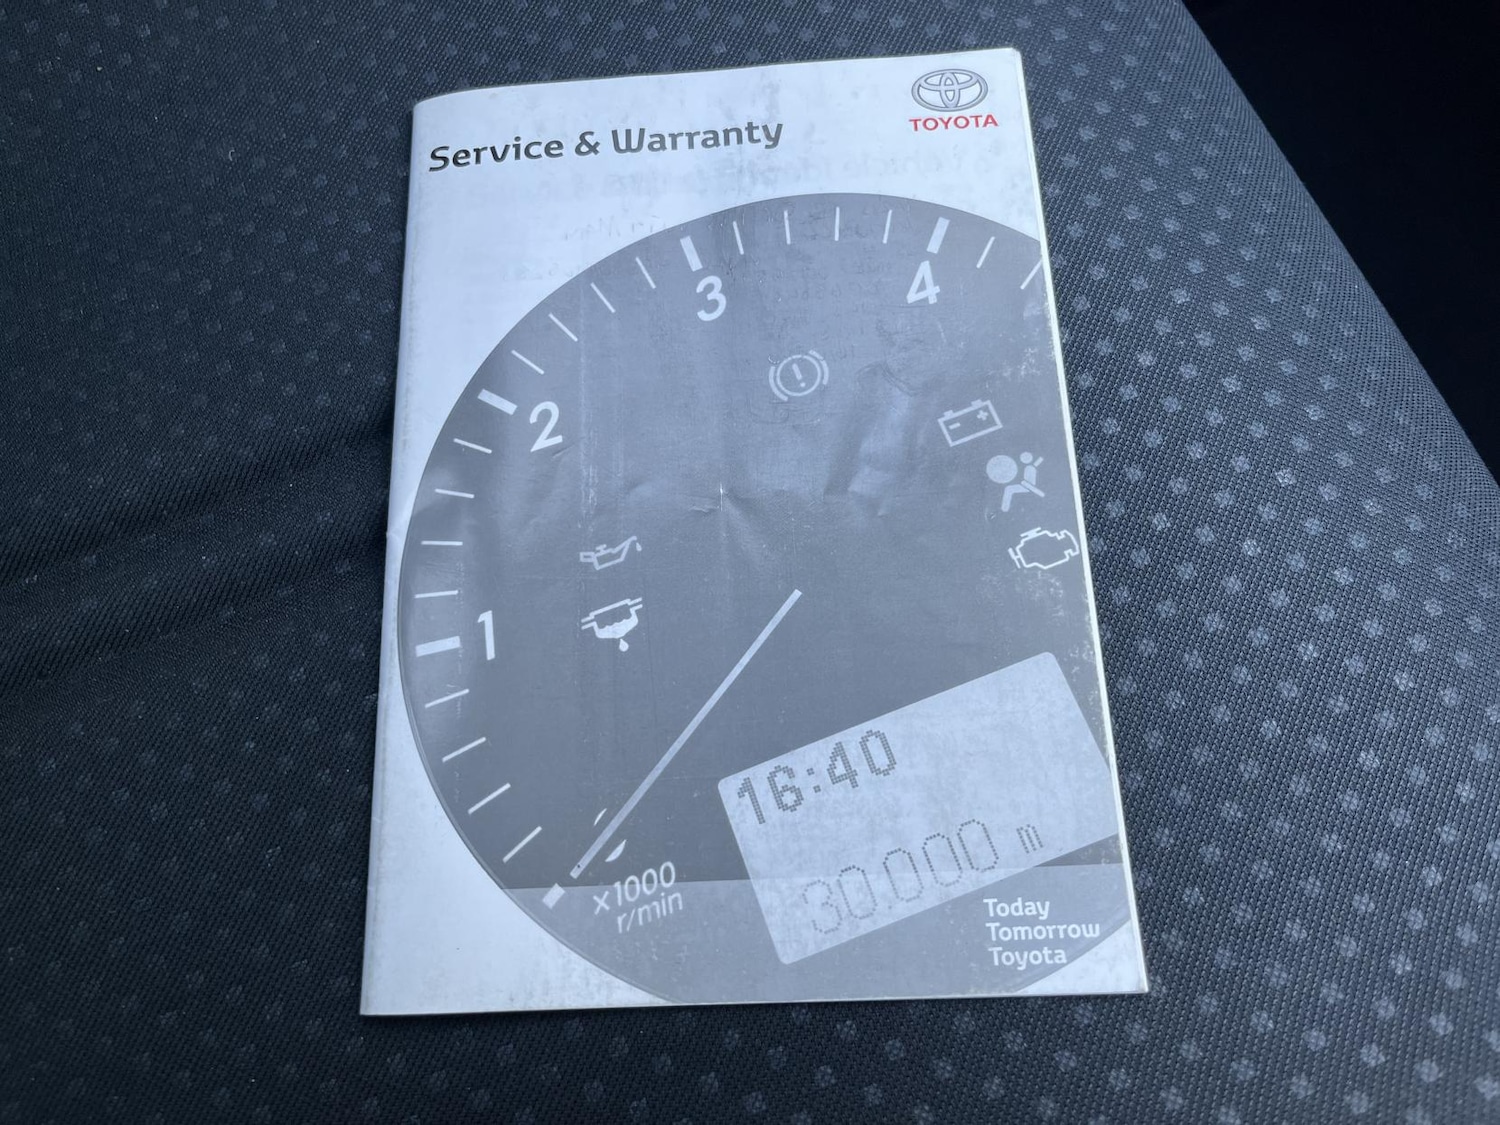 TOYOTA
Service & Warranty
3
4
2
1
16:40
30.000 m
x1000
r/min
Today
Tomorrow
Toyota